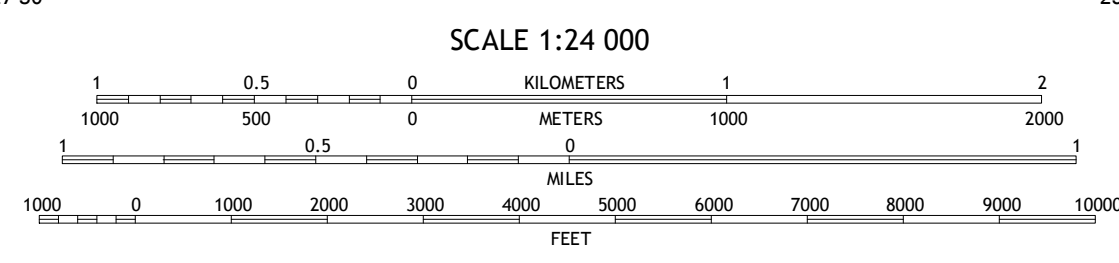 SCALE 1:24 000
1 0.5 0 KILOMETERS 1 2
1000 500 0 METERS 1000 2000
1 0.5 0 1
MILES
1000 0 1000 2000 3000 4000 5000 6000 7000 8000 9000 10000
FEET